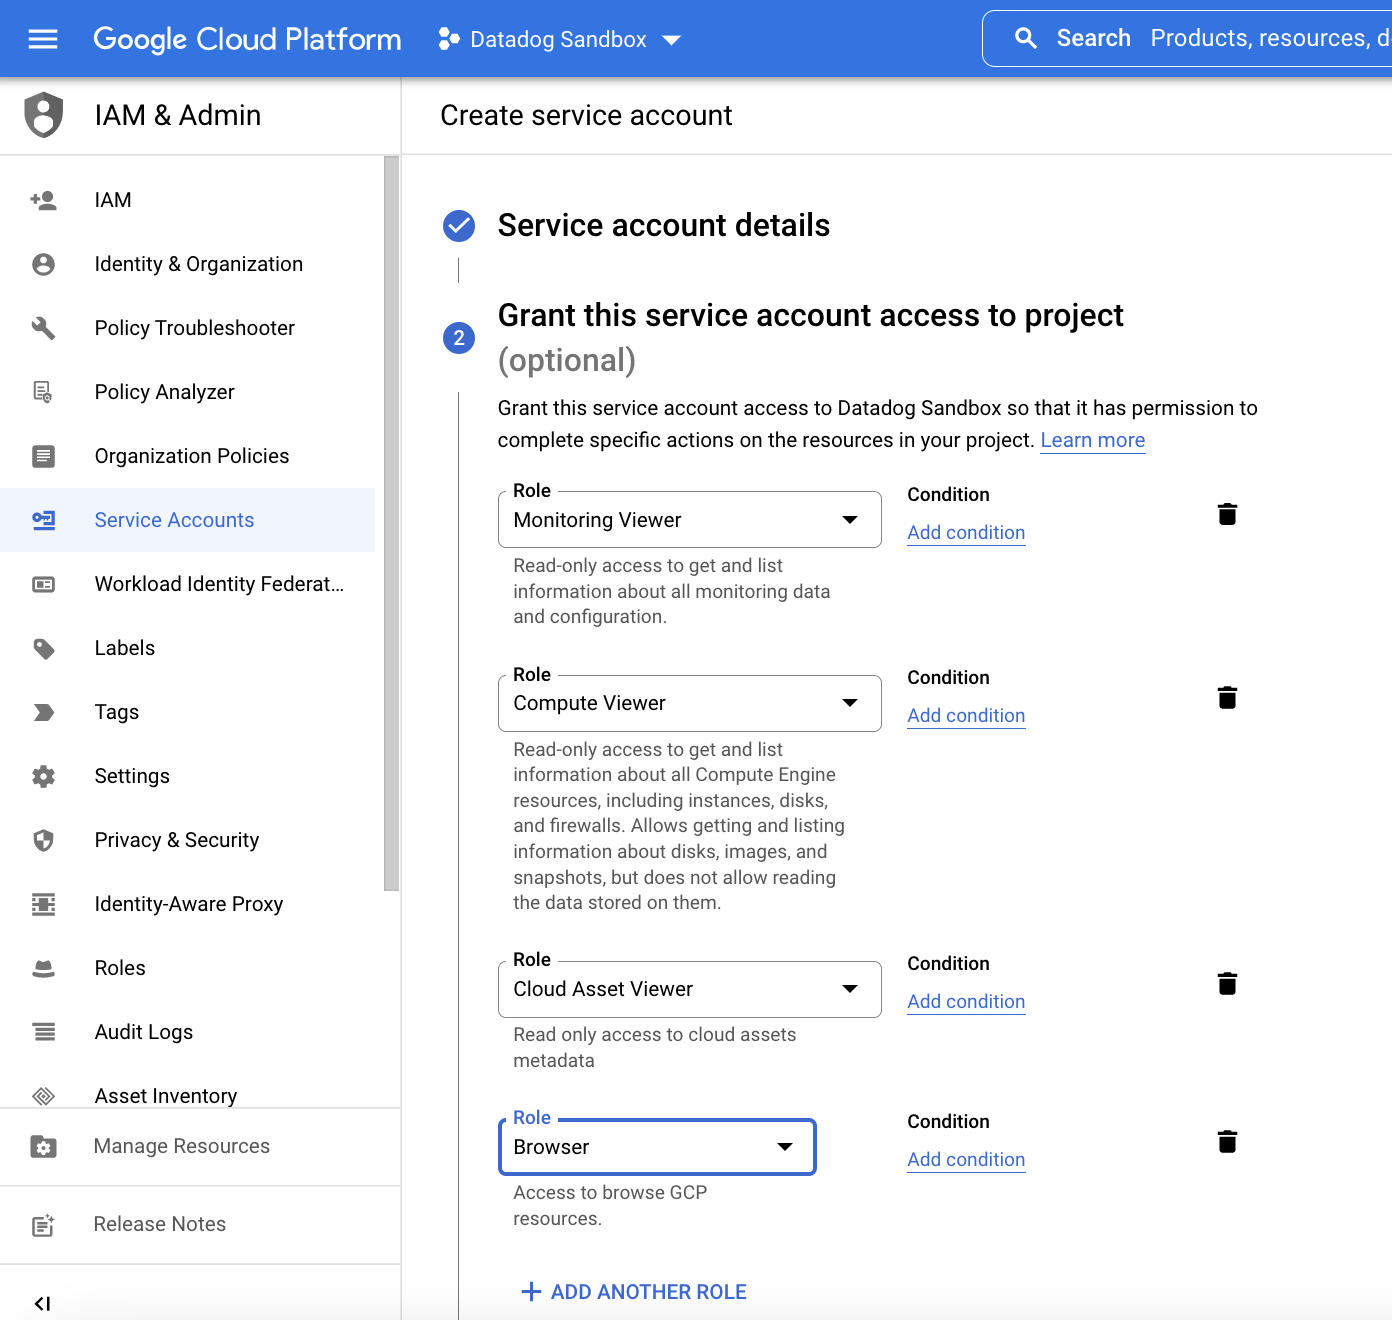 Google Cloud Platform
Datadog Sandbox
Search Products, resources, d
IAM & Admin
Create service account
IAM
Identity & Organization
Policy Troubleshooter
Policy Analyzer
Organization Policies
Service Accounts
Workload Identity Federat...
Labels
Tags
Settings
Privacy & Security
Identity-Aware Proxy
Roles
Audit Logs
Asset Inventory
Manage Resources
Release Notes
Service account details
2
Grant this service account access to project
(optional)
Grant this service account access to Datadog Sandbox so that it has permission to
complete specific actions on the resources in your project. Learn more
Role
Monitoring Viewer
Condition
Add condition
Read-only access to get and list
information about all monitoring data
and configuration.
Role
Compute Viewer
Condition
Add condition
Read-only access to get and list
information about all Compute Engine
resources, including instances, disks,
and firewalls. Allows getting and listing
information about disks, images, and
snapshots, but does not allow reading
the data stored on them.
Role
Cloud Asset Viewer
Condition
Add condition
Read only access to cloud assets
metadata
Role
Browser
Condition
Add condition
Access to browse GCP
resources.
ADD ANOTHER ROLE